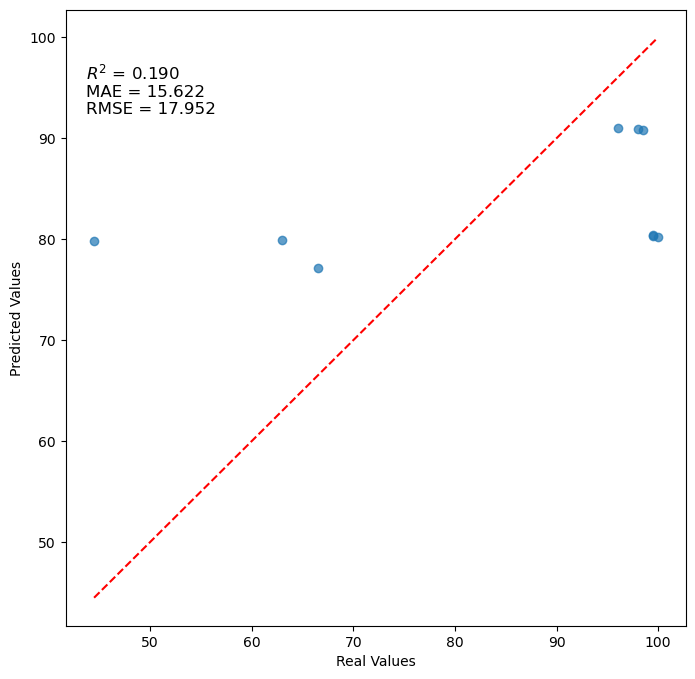 100
90
80
70
60
50
R² = 0.190
MAE = 15.622
RMSE = 17.952
Predicted Values
50
60
70
80
90
100
Real Values